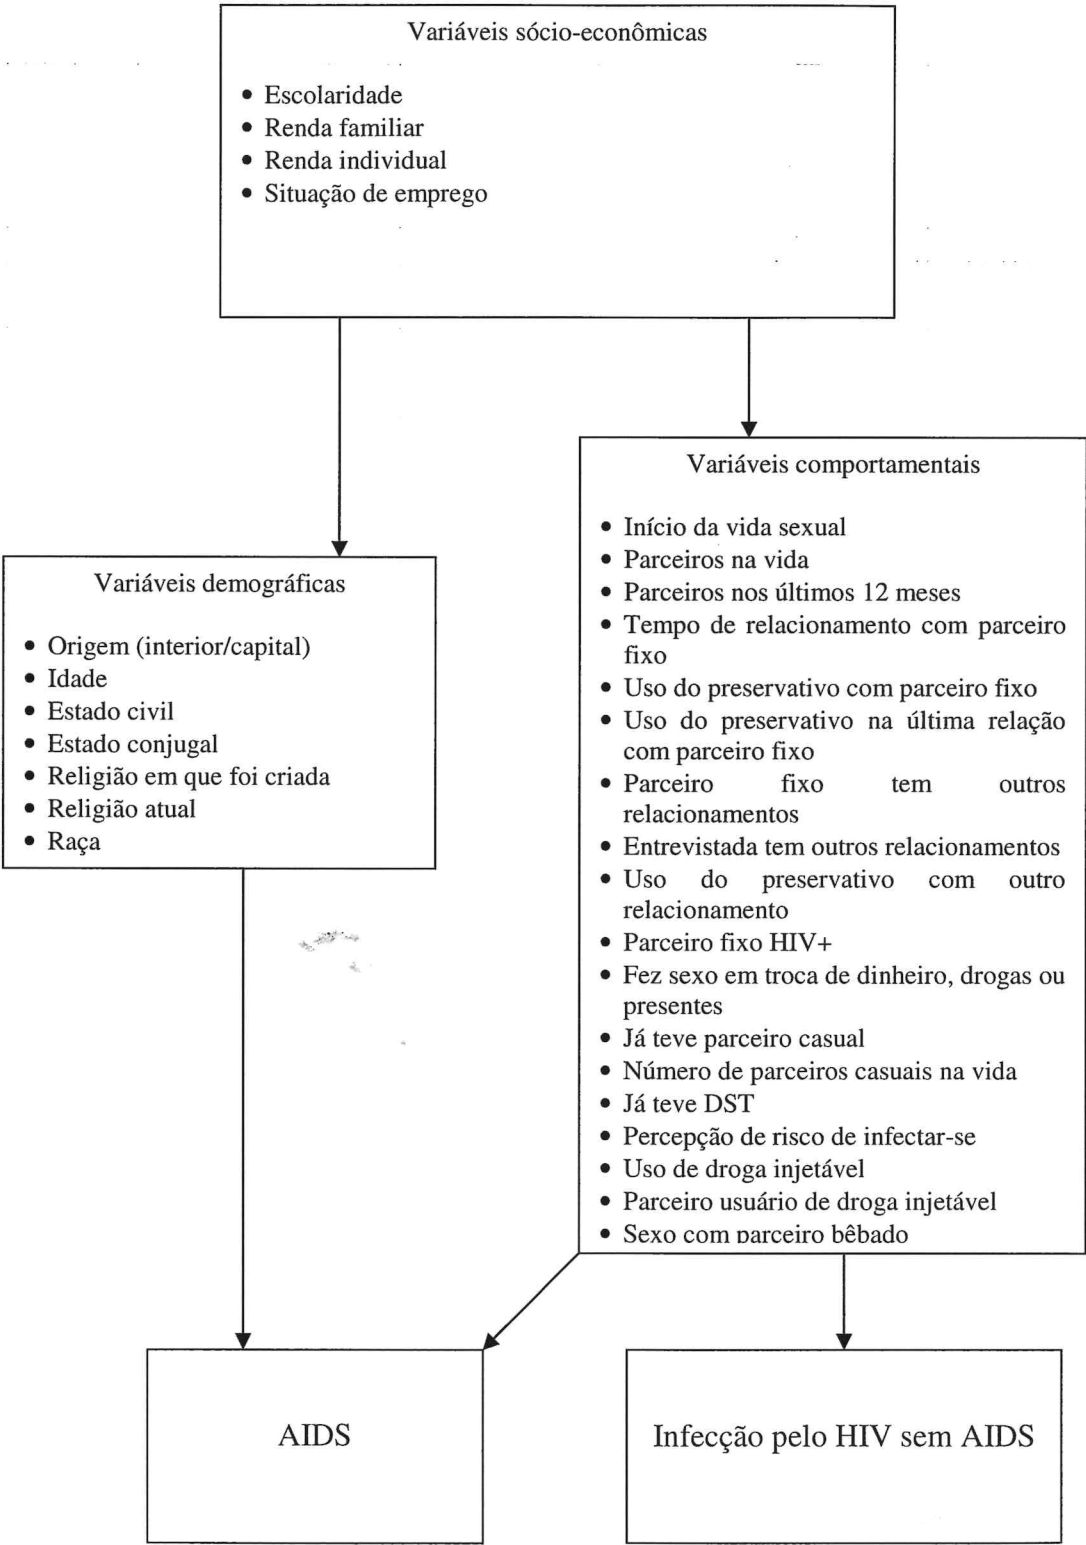 Variáveis sócio-econômicas
• Escolaridade
• Renda familiar
• Renda individual
• Situação de emprego
Variáveis demográficas
• Origem (interior/capital)
• Idade
• Estado civil
• Estado conjugal
• Religião em que foi criada
• Religião atual
• Raça
Variáveis comportamentais
• Início da vida sexual
• Parceiros na vida
• Parceiros nos últimos 12 meses
• Tempo de relacionamento com parceiro
fixo
• Uso do preservativo com parceiro fixo
• Uso do preservativo na última relação
com parceiro fixo
• Parceiro fixo tem outros
relacionamentos
• Entrevistada tem outros relacionamentos
• Uso do preservativo com outro
relacionamento
• Parceiro fixo HIV+
• Fez sexo em troca de dinheiro, drogas ou
presentes
• Já teve parceiro casual
• Número de parceiros casuais na vida
• Já teve DST
• Percepção de risco de infectar-se
• Uso de droga injetável
• Parceiro usuário de droga injetável
• Sexo com parceiro bêbado
AIDS
Infecção pelo HIV sem AIDS